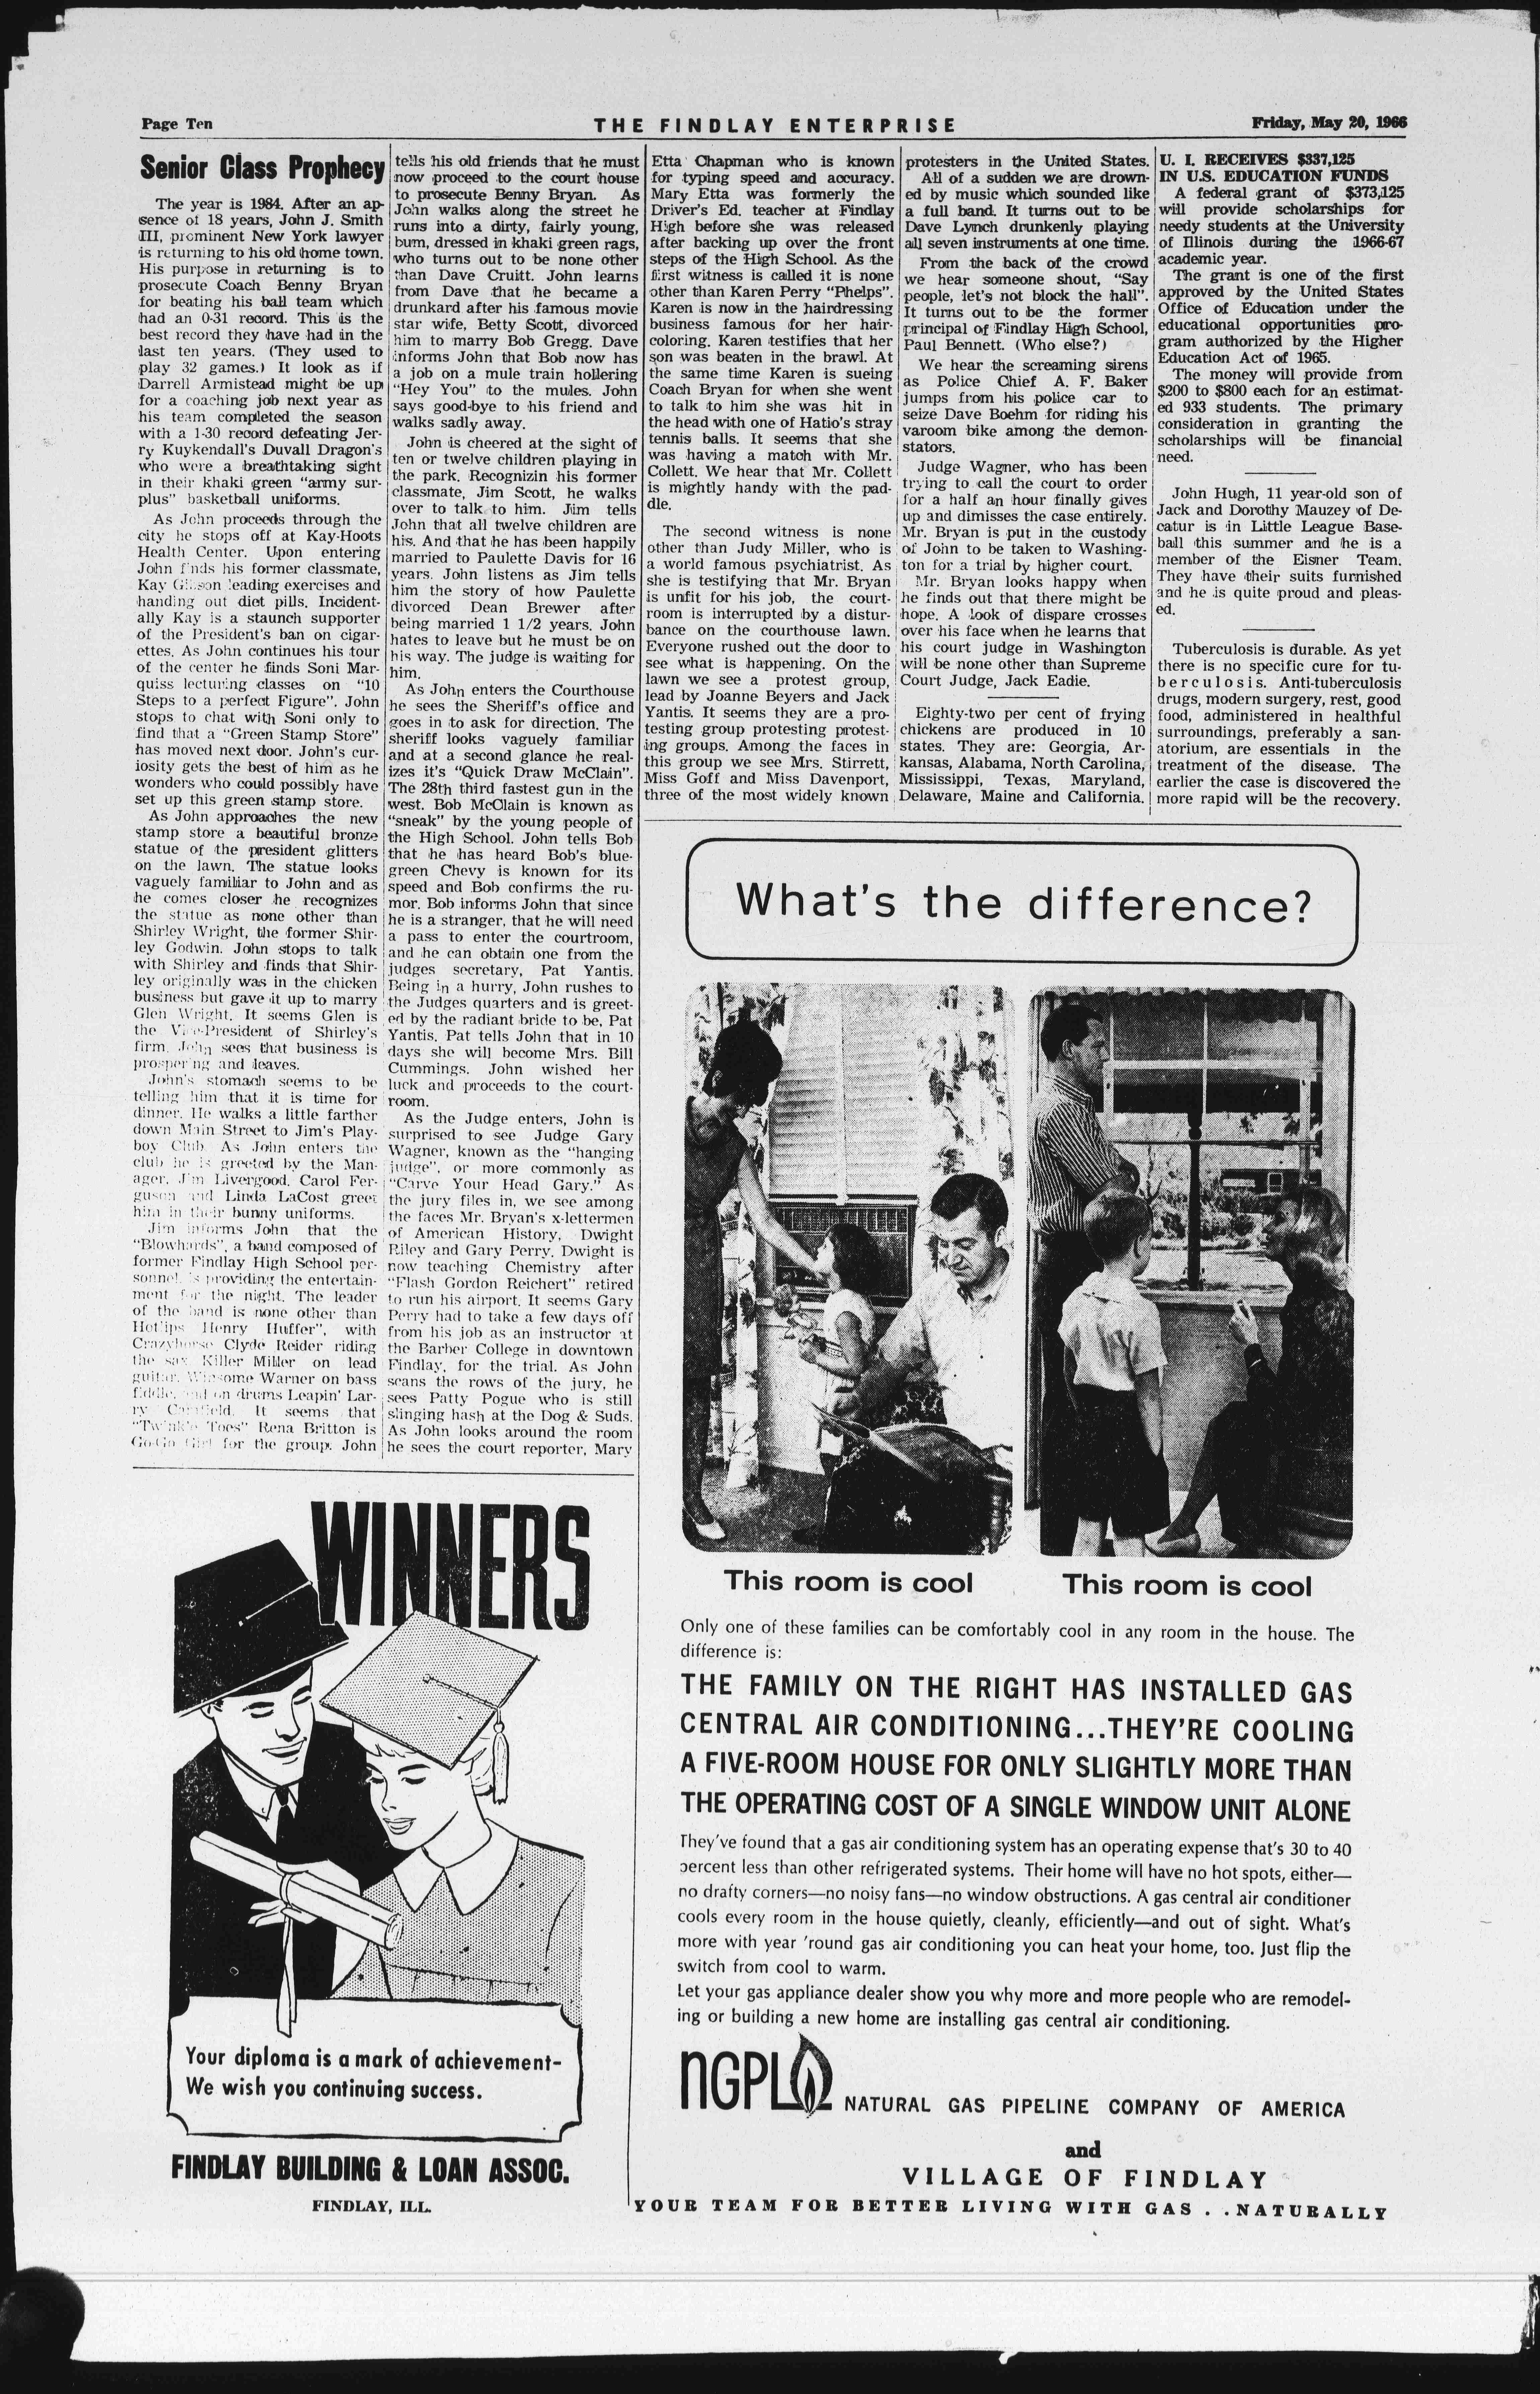 Page Ten
THE FINDLAY ENTERPRISE
Friday, May 20, 1966
Senior Class Prophecy
The year is 1984. After an ap-
sence of 18 years, John J. Smith
III, prominent New York lawyer
is returning to his old home town.
His purpose in returning is to
prosecute Coach Benny Bryan
for beating his ball team which
had an 0-31 record. This is the
best record they have had in the
last ten years. (They used to
play 32 games.) It look as if
Darrell Armistead might be up
for a coaching job next year as
his team completed the season
with a 1-30 record defeating Jer-
ry Kuykendall's Duvall Dragon's
who were a breathtaking sight
in their khaki green "army sur-
plus" basketball uniforms.
As John proceeds through the
city he stops off at Kay-Hoots
Health Center. Upon entering
John finds his former classmate,
Kay leading exercises and
handing out diet pills. Incident-
ally Kay is a staunch supporter
of the President's ban on cigar-
ettes. As John continues his tour
of the center he finds Soni Mar-
quiss lecturing classes on "10
Steps to a perfect Figure". John
stops to chat with Soni only to
find that a "Green Stamp Store"
has moved next door. John's cur-
iosity gets the best of him as he
wonders who could possibly have
set up this green stamp store.
As John approaches the new
stamp store a beautiful bronze
statue of the president glitters
on the lawn. The statue looks
vaguely familiar to John and as
he comes closer he recognizes
the statue as none other than
Shirley Wright, the former Shir-
ley Godwin. John stops to talk
with Shirley and finds that Shir-
ley originally was in the chicken
business but gave it up to marry
Glen Wright. It seems Glen is
the Vice-President of Shirley's
firm. John sees that business is
prospering and leaves.
John's stomach seems to be
telling him that it is time for
dinner. He walks a little farther
down Main Street to Jim's Play-
boy Club. As John enters the
club he is greeted by the Man-
ager, Jim Livergood. Carol Fer-
guson and Linda LaCost greet
him in their bunny uniforms.
Jim informs John that the
"Blowhards", a band composed of
former Findlay High School per-
sonnel is providing the entertain-
ment for the night. The leader
of the band is none other than
Hotlips Henry Huffer", with
Crazyhorse Clyde Reider riding
the sax Killer Miller on lead
guitar, Winsome Warner on bass
fiddle, and on drums Leapin' Lar-
ry It seems that
"Twinkle Toes" Rena Britton is
Go-Go Girl for the group. John
tells his old friends that he must
now proceed to the court house
to prosecute Benny Bryan. As
John walks along the street he
runs into a dirty, fairly young,
bum, dressed in khaki green rags,
who turns out to be none other
than Dave Cruitt. John learns
from Dave that he became a
drunkard after his famous movie
star wife, Betty Scott, divorced
him to marry Bob Gregg. Dave
informs John that Bob now has
a job on a mule train hollering
"Hey You" to the mules. John
says good-bye to his friend and
walks sadly away.
John is cheered at the sight of
ten or twelve children playing in
the park. Recognizin his former
classmate, Jim Scott, he walks
over to talk to him. Jim tells
John that all twelve children are
his. And that he has been happily
married to Paulette Davis for 16
years. John listens as Jim tells
him the story of how Paulette
divorced Dean Brewer after
being married 1 1/2 years. John
hates to leave but he must be on
his way. The judge is waiting for
him.
As John enters the Courthouse
he sees the Sheriff's office and
goes in to ask for direction. The
sheriff looks vaguely familiar
and at a second glance he real-
izes it's "Quick Draw McClain".
The 28th third fastest gun in the
west. Bob McClain is known as
"sneak" by the young people of
the High School. John tells Bob
that he has heard Bob's blue-
green Chevy is known for its
speed and Bob confirms the ru-
mor. Bob informs John that since
he is a stranger, that he will need
a pass to enter the courtroom,
and he can obtain one from the
judges secretary, Pat Yantis.
Being in a hurry, John rushes to
the Judges quarters and is greet-
ed by the radiant bride to be, Pat
Yantis. Pat tells John that in 10
days she will become Mrs. Bill
Cummings. John wished her
luck and proceeds to the court-
room.
As the Judge enters, John is
surprised to see Judge Gary
Wagner, known as the "hanging
judge", or more commonly as
"Carve Your Head Gary." As
the jury files in, we see among
the faces Mr. Bryan's x-lettermen
of American History, Dwight
Riley and Gary Perry. Dwight is
now teaching Chemistry after
"Flash Gordon Reichert" retired
to run his airport. It seems Gary
Perry had to take a few days off
from his job as an instructor at
the Barber College in downtown
Findlay, for the trial. As John
scans the rows of the jury, he
sees Patty Pogue who is still
slinging hash at the Dog & Suds.
As John looks around the room
he sees the court reporter, Mary
Etta Chapman who is known
for typing speed and accuracy.
Mary Etta was formerly the
Driver's Ed. teacher at Findlay
High before she was released
after backing up over the front
steps of the High School. As the
first witness is called it is none
other than Karen Perry "Phelps".
Karen is now in the hairdressing
business famous for her hair-
coloring. Karen testifies that her
son was beaten in the brawl. At
the same time Karen is sueing
Coach Bryan for when she went
to talk to him she was hit in
the head with one of Hatio's stray
tennis balls. It seems that she
was having a match with Mr.
Collett. We hear that Mr. Collett
is mightly handy with the pad-
dle.
The second witness is none
other than Judy Miller, who is
a world famous psychiatrist. As
she is testifying that Mr. Bryan
is unfit for his job, the court-
room is interrupted by a distur-
bance on the courthouse lawn.
Everyone rushed out the door to
see what is happening. On the
lawn we see a protest group,
lead by Joanne Beyers and Jack
Yantis. It seems they are a pro-
testing group protesting protest-
ing groups. Among the faces in
this group we see Mrs. Stirrett,
Miss Goff and Miss Davenport,
three of the most widely known
protesters in the United States.
All of a sudden we are drown-
ed by music which sounded like
a full band. It turns out to be
Dave Lynch drunkenly playing
all seven instruments at one time.
From the back of the crowd
we hear someone shout, "Say
people, let's not block the hall".
It turns out to be the former
principal of Findlay High School,
Paul Bennett. (Who else?)
We hear the screaming sirens
as Police Chief A. F. Baker
jumps from his police car to
seize Dave Boehm for riding his
varoom bike among the demon-
stators.
Judge Wagner, who has been
trying to call the court to order
for a half an hour finally gives
up and dimisses the case entirely.
Mr. Bryan is put in the custody
of John to be taken to Washing-
ton for a trial by higher court.
Mr. Bryan looks happy when
he finds out that there might be
hope. A look of dispare crosses
over his face when he learns that
his court judge in Washington
will be none other than Supreme
Court Judge, Jack Eadie.
Eighty-two per cent of frying
chickens are produced in 10
states. They are: Georgia, Ar-
kansas, Alabama, North Carolina,
Mississippi, Texas, Maryland,
Delaware, Maine and California.
U. I. RECEIVES $337,125
IN U.S. EDUCATION FUNDS
A federal grant of $373,125
will provide scholarships for
needy students at the University
of Illinois during the 1966-67
academic year.
The grant is one of the first
approved by the United States
Office of Education under the
educational opportunities pro-
gram authorized by the Higher
Education Act of 1965.
The money will provide from
$200 to $800 each for an estimat-
ed 933 students. The primary
consideration in granting the
scholarships will be financial
need.
John Hugh, 11 year-old son of
Jack and Dorothy Mauzey of De-
catur is in Little League Base-
ball this summer and he is a
member of the Eisner Team.
They have their suits furnished
and he is quite proud and pleas-
ed.
Tuberculosis is durable. As yet
there is no specific cure for tu-
berculosis. Anti-tuberculosis
drugs, modern surgery, rest, good
food, administered in healthful
surroundings, preferably a san-
atorium, are essentials in the
treatment of the disease. The
earlier the case is discovered the
more rapid will be the recovery.
WINNERS
Your diploma is a mark of achievement-
We wish you continuing success.
FINDLAY BUILDING & LOAN ASSOC.
FINDLAY, ILL.
What's the difference?
This room is cool
This room is cool
Only one of these families can be comfortably cool in any room in the house. The
difference is:
THE FAMILY ON THE RIGHT HAS INSTALLED GAS
CENTRAL AIR CONDITIONING...THEY'RE COOLING
A FIVE-ROOM HOUSE FOR ONLY SLIGHTLY MORE THAN
THE OPERATING COST OF A SINGLE WINDOW UNIT ALONE
They've found that a gas air conditioning system has an operating expense that's 30 to 40
percent less than other refrigerated systems. Their home will have no hot spots, either—
no drafty corners—no noisy fans—no window obstructions. A gas central air conditioner
cools every room in the house quietly, cleanly, efficiently—and out of sight. What's
more with year 'round gas air conditioning you can heat your home, too. Just flip the
switch from cool to warm.
Let your gas appliance dealer show you why more and more people who are remodel-
ing or building a new home are installing gas central air conditioning.
NGPL NATURAL GAS PIPELINE COMPANY OF AMERICA
and
VILLAGE OF FINDLAY
YOUR TEAM FOR BETTER LIVING WITH GAS . . NATURALLY